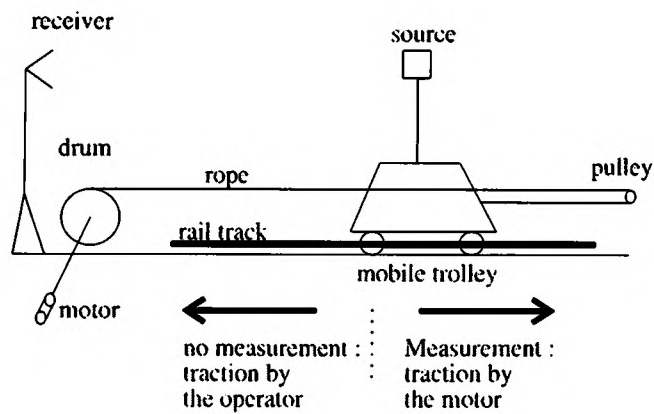 receiver
source
drum
rope
pulley
rail track
mobile trolley
motor
no measurement :
traction by
the operator
Measurement :
traction by
the motor